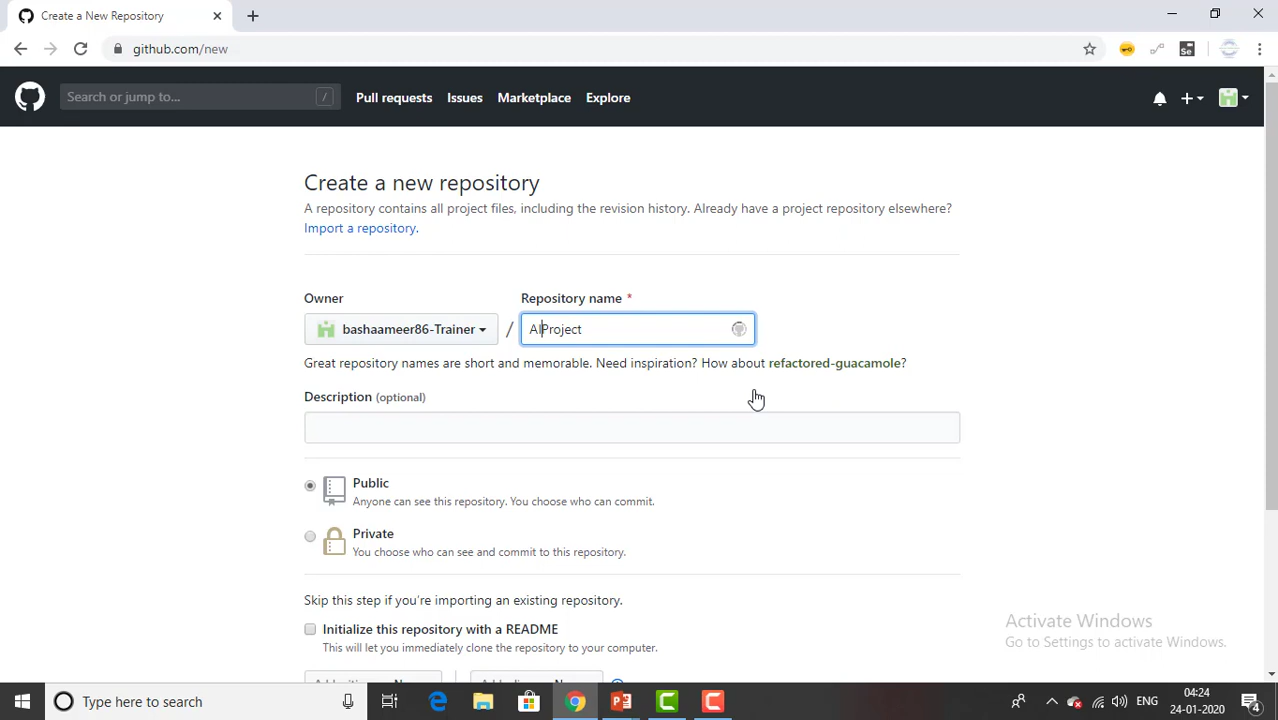 Create a New Repository
github.com/new
Se
Search or jump to...
/
Pull requests
Issues
Marketplace
Explore
Create a new repository
A repository contains all project files, including the revision history. Already have a project repository elsewhere?
Import a repository.
Owner
Repository name *
bashaameer86-Trainer
/
AIProject
Great repository names are short and memorable. Need inspiration? How about refactored-guacamole?
Description (optional)
Public
Anyone can see this repository. You choose who can commit.
Private
You choose who can see and commit to this repository.
Skip this step if you're importing an existing repository.
Initialize this repository with a README
This will let you immediately clone the repository to your computer.
Activate Windows
Go to Settings to activate Windows.
Type here to search
ENG
04:24
24-01-2020
4